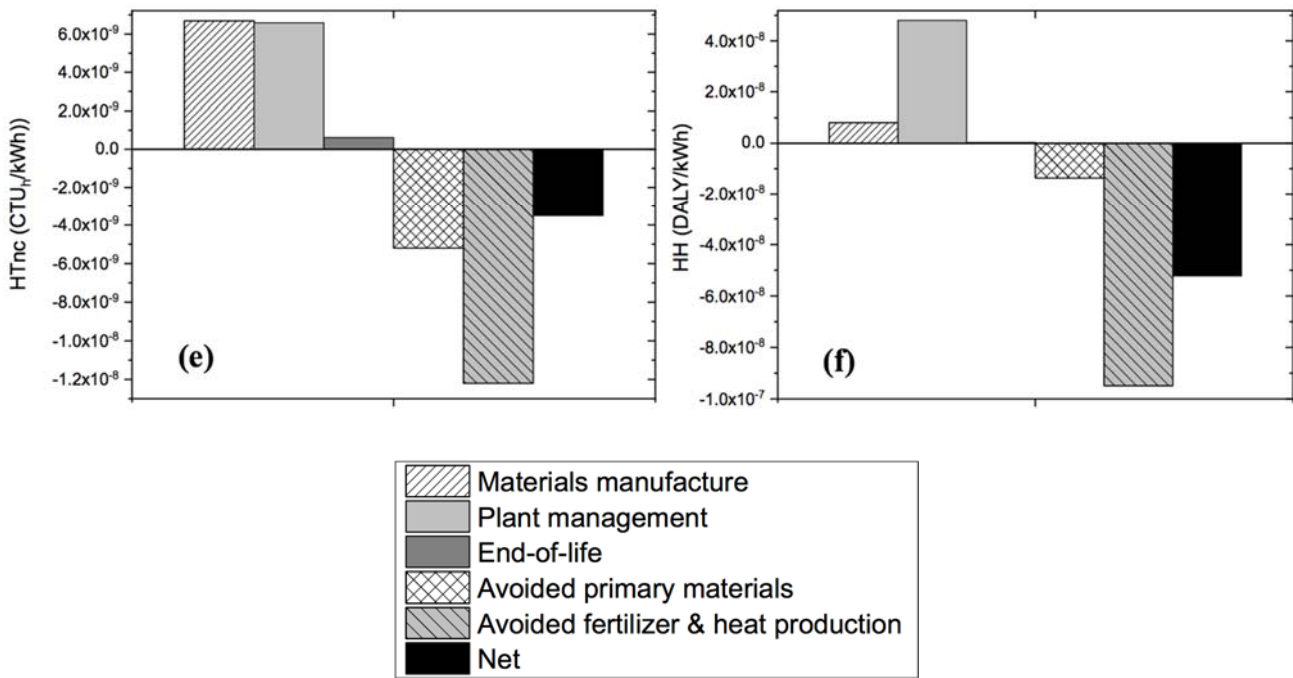 6.0x10⁻⁹
4.0x10⁻⁹
2.0x10⁻⁹
0.0
-2.0x10⁻⁹
-4.0x10⁻⁹
-6.0x10⁻⁹
-8.0x10⁻⁹
-1.0x10⁻⁸
-1.2x10⁻⁸
HTnc (CTUₕ/kWh))
(e)
4.0x10⁻⁸
2.0x10⁻⁸
0.0
-2.0x10⁻⁸
-4.0x10⁻⁸
-6.0x10⁻⁸
-8.0x10⁻⁸
-1.0x10⁻⁷
HH (DALY/kWh)
(f)
Materials manufacture
Plant management
End-of-life
Avoided primary materials
Avoided fertilizer & heat production
Net